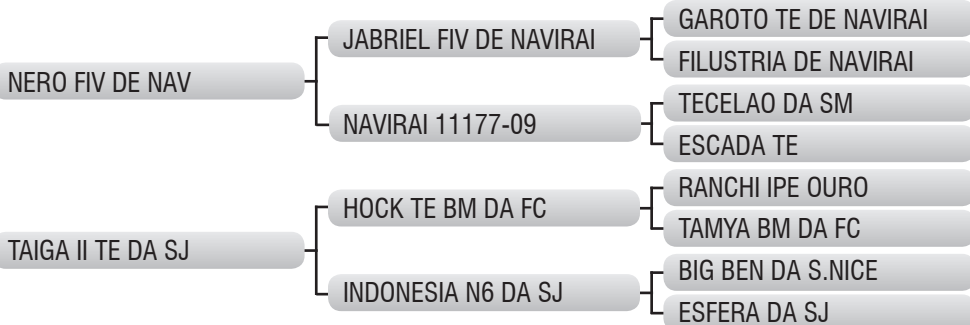 GAROTO TE DE NAVIRAI
JABRIEL FIV DE NAVIRAI
FILUSTRIA DE NAVIRAI
NERO FIV DE NAV
TECELAO DA SM
NAVIRAI 11177-09
ESCADA TE
RANCHI IPE OURO
HOCK TE BM DA FC
TAMYA BM DA FC
TAIGA II TE DA SJ
BIG BEN DA S.NICE
INDONESIA N6 DA SJ
ESFERA DA SJ